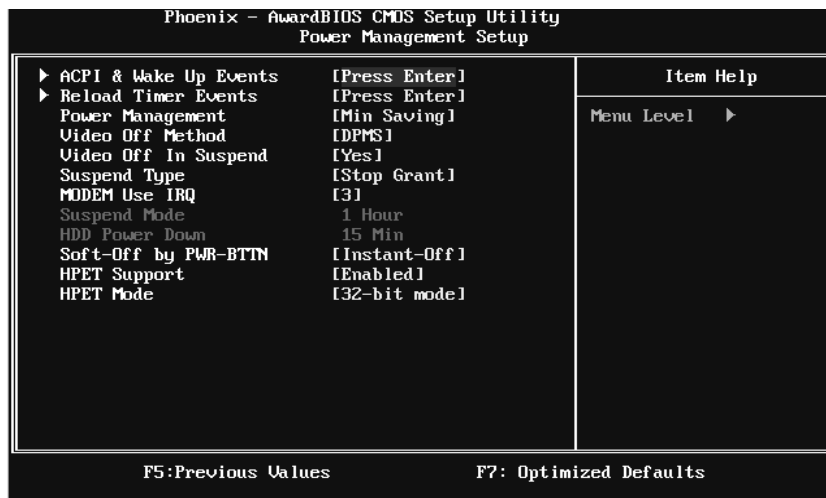 Phoenix - AwardBIOS CMOS Setup Utility
Power Management Setup
ACPI & Wake Up Events [Press Enter]
Reload Timer Events [Press Enter]
Power Management [Min Saving]
Video Off Method [DPMS]
Video Off In Suspend [Yes]
Suspend Type [Stop Grant]
MODEM Use IRQ [3]
Suspend Mode 1 Hour
HDD Power Down 15 Min
Soft-Off by PWR-BTTN [Instant-Off]
HPET Support [Enabled]
HPET Mode [32-bit mode]
Item Help
Menu Level
F5:Previous Values F7: Optimized Defaults